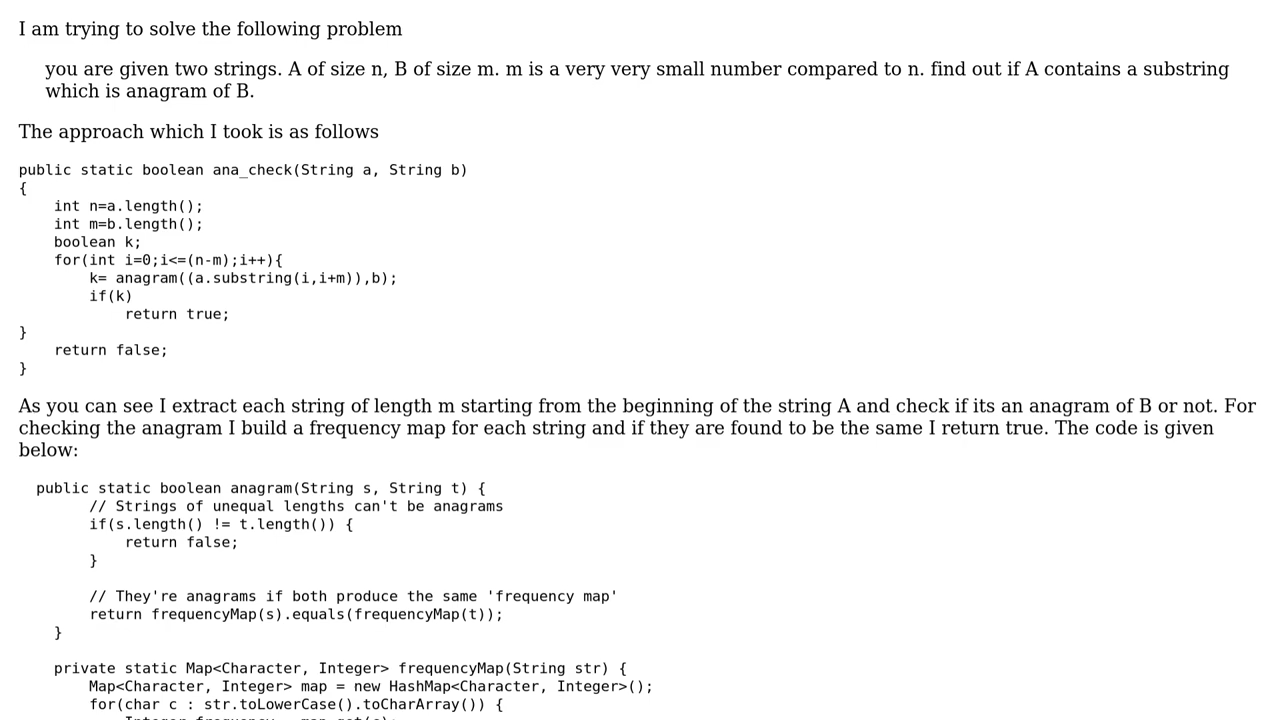 I am trying to solve the following problem
you are given two strings. A of size n, B of size m. m is a very very small number compared to n. find out if A contains a substring
which is anagram of B.
The approach which I took is as follows
public static boolean ana_check(String a, String b)
{
    int n=a.length();
    int m=b.length();
    boolean k;
    for(int i=0;i<=(n-m);i++){
        k= anagram((a.substring(i,i+m)),b);
        if(k)
            return true;
}
    return false;
}
As you can see I extract each string of length m starting from the beginning of the string A and check if its an anagram of B or not. For
checking the anagram I build a frequency map for each string and if they are found to be the same I return true. The code is given
below:
  public static boolean anagram(String s, String t) {
        // Strings of unequal lengths can't be anagrams
        if(s.length() != t.length()) {
            return false;
        }
        // They're anagrams if both produce the same 'frequency map'
        return frequencyMap(s).equals(frequencyMap(t));
    }
    private static Map<Character, Integer> frequencyMap(String str) {
        Map<Character, Integer> map = new HashMap<Character, Integer>();
        for(char c : str.toLowerCase().toCharArray()) {